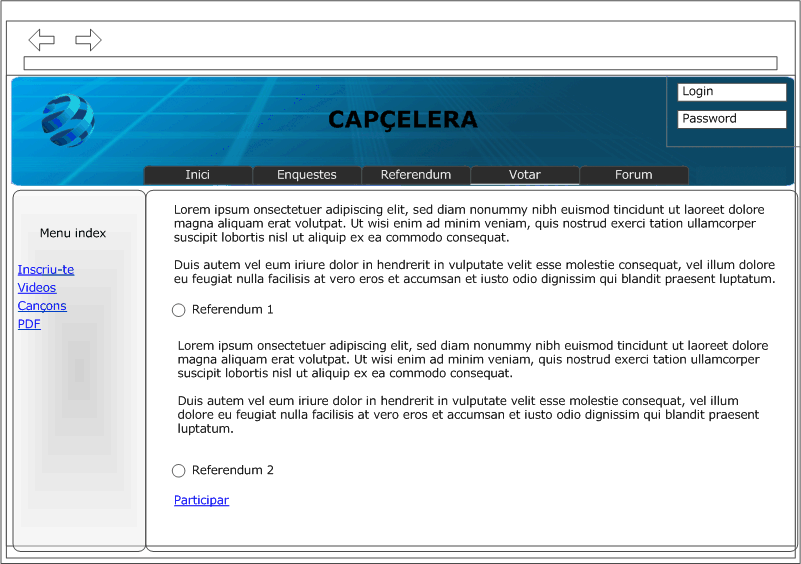 Login
CAPÇELERA
Password
Inici Enquestes Referendum Votar Forum
Menu index
Inscriu-te
Videos
Cançons
PDF
Lorem ipsum onsectetuer adipiscing elit, sed diam nonummy nibh euismod tincidunt ut laoreet dolore
magna aliquam erat volutpat. Ut wisi enim ad minim veniam, quis nostrud exerci tation ullamcorper
suscipit lobortis nisl ut aliquip ex ea commodo consequat.
Duis autem vel eum iriure dolor in hendrerit in vulputate velit esse molestie consequat, vel illum dolore
eu feugiat nulla facilisis at vero eros et accumsan et iusto odio dignissim qui blandit praesent luptatum.
Referendum 1
Lorem ipsum onsectetuer adipiscing elit, sed diam nonummy nibh euismod tincidunt ut laoreet dolore
magna aliquam erat volutpat. Ut wisi enim ad minim veniam, quis nostrud exerci tation ullamcorper
suscipit lobortis nisl ut aliquip ex ea commodo consequat.
Duis autem vel eum iriure dolor in hendrerit in vulputate velit esse molestie consequat, vel illum
dolore eu feugiat nulla facilisis at vero eros et accumsan et iusto odio dignissim qui blandit praesent
luptatum.
Referendum 2
Participar